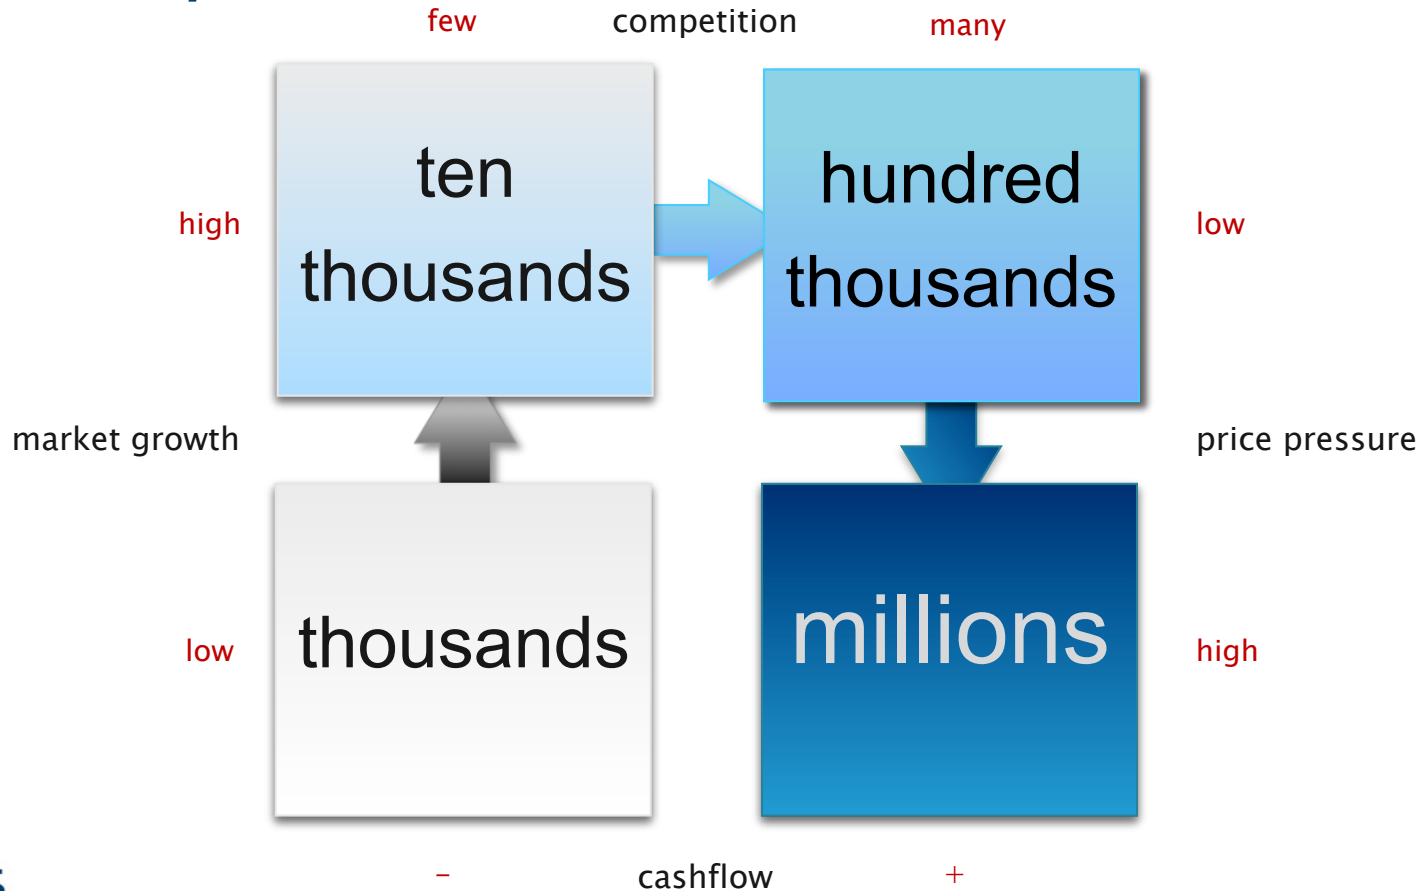 few competition many
ten
thousands
hundred
thousands
high
low
market growth
price pressure
thousands
millions
low
high
- cashflow +